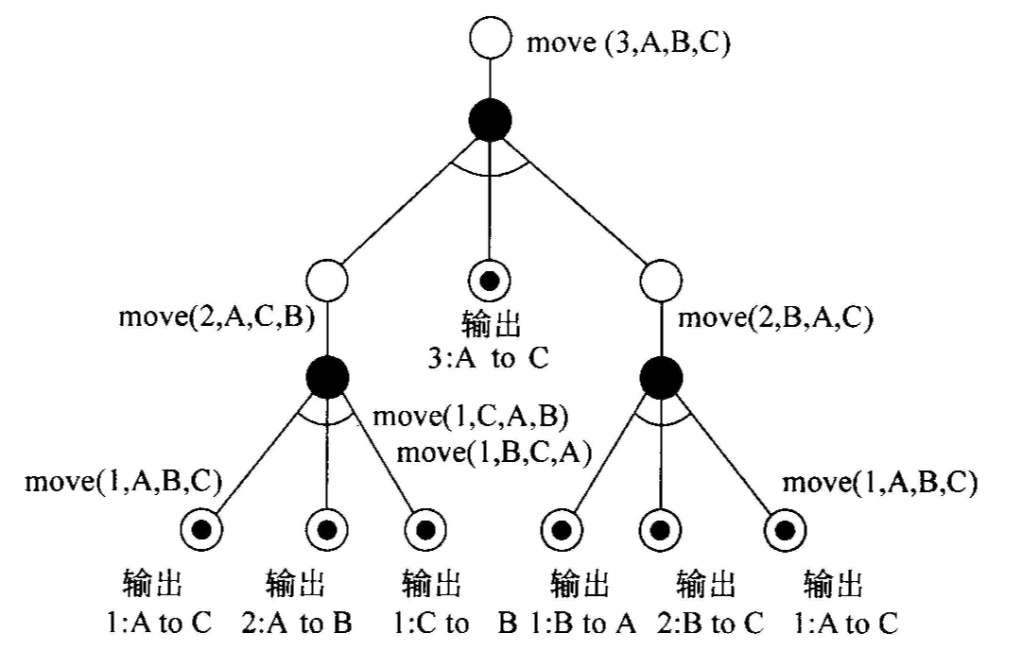 move (3,A,B,C)
move(2,A,C,B)
输出
3:A to C
move(2,B,A,C)
move(1,C,A,B)
move(1,B,C,A)
move(1,A,B,C)
move(1,A,B,C)
输出 输出 输出 输出 输出 输出
1:A to C 2:A to B 1:C to B 1:B to A 2:B to C 1:A to C